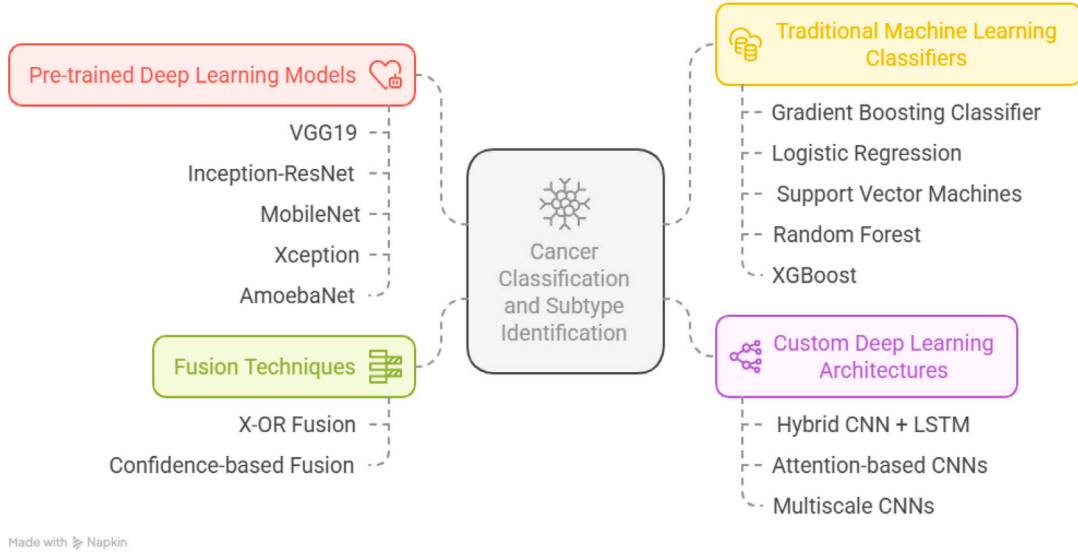 Pre-trained Deep Learning Models
VGG19
Inception-ResNet
MobileNet
Xception
AmoebaNet
Fusion Techniques
X-OR Fusion
Confidence-based Fusion
Cancer
Classification
and Subtype
Identification
Traditional Machine Learning
Classifiers
Gradient Boosting Classifier
Logistic Regression
Support Vector Machines
Random Forest
XGBoost
Custom Deep Learning
Architectures
Hybrid CNN + LSTM
Attention-based CNNs
Multiscale CNNs
Made with Napkin